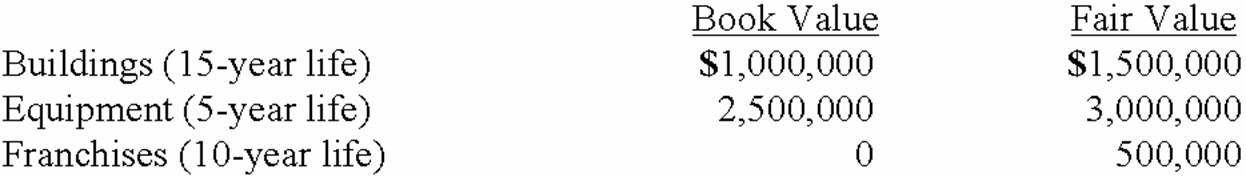 Book Value Fair Value
Buildings (15-year life) $1,000,000 $1,500,000
Equipment (5-year life) 2,500,000 3,000,000
Franchises (10-year life) 0 500,000